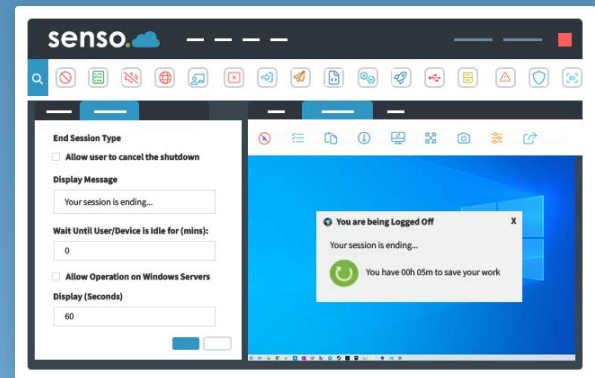 senso.
End Session Type
Allow user to cancel the shutdown
Display Message
Your session is ending...
Wait Until User/Device is Idle for (mins):
0
Allow Operation on Windows Servers
Display (Seconds)
60
You are being Logged Off X
Your session is ending...
You have 00h 05m to save your work